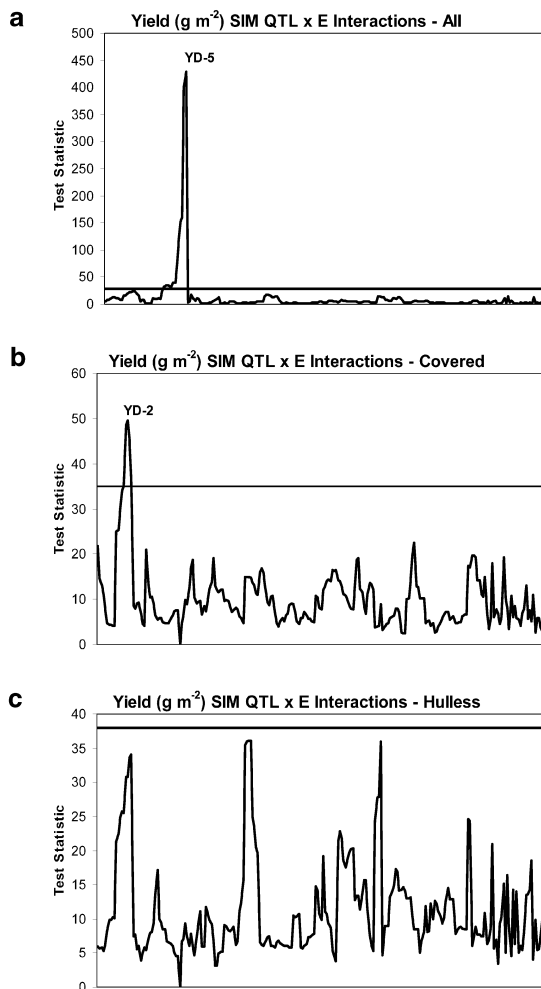 a
Yield (g m-2) SIM QTL x E Interactions - All
500
450
400
350
300
250
200
150
100
50
0
Test Statistic
YD-5
b
Yield (g m-2) SIM QTL x E Interactions - Covered
60
50
40
30
20
10
0
Test Statistic
YD-2
c
Yield (g m-2) SIM QTL x E Interactions - Hulless
40
35
30
25
20
15
10
5
0
Test Statistic